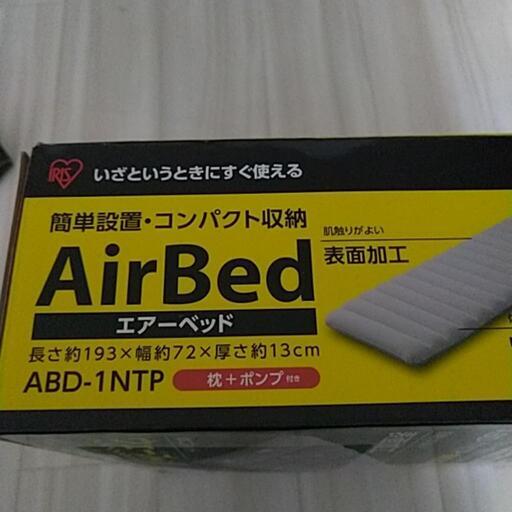 IRIS
いざというときにすぐ使える
簡単設置・コンパクト収納
AirBed
エアーベッド
長さ約193×幅約72×厚さ約13cm
ABD-1NTP
枕+ポンプ付き
肌触りがよい
表面加工